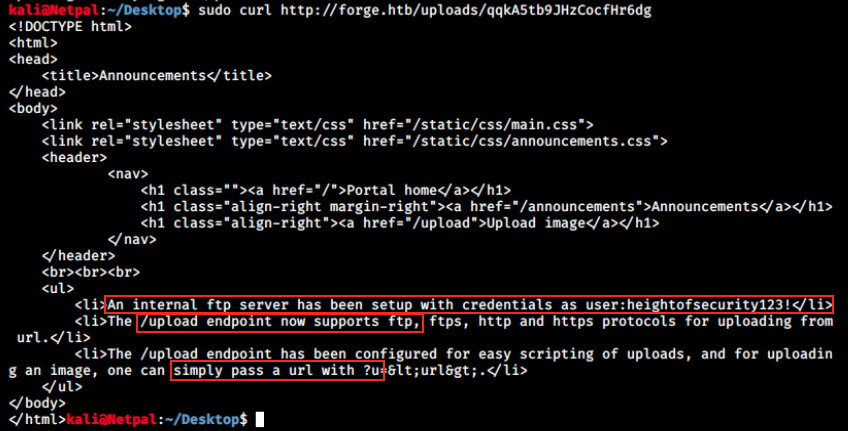 kali@Netpal:~/Desktop$ sudo curl http://forge.htb/uploads/qqkA5tb9JHzCocfHr6dg
<!DOCTYPE html>
<html>
<head>
    <title>Announcements</title>
</head>
<body>
    <link rel="stylesheet" type="text/css" href="/static/css/main.css">
    <link rel="stylesheet" type="text/css" href="/static/css/announcements.css">
    <header>
            <nav>
                <h1 class=""><a href="/">Portal home</a></h1>
                <h1 class="align-right margin-right"><a href="/announcements">Announcements</a></h1>
                <h1 class="align-right"><a href="/upload">Upload image</a></h1>
            </nav>
    </header>
    <br><br><br>
    <ul>
        <li>An internal ftp server has been setup with credentials as user:heightofsecurity123!</li>
        <li>The /upload endpoint now supports ftp, ftps, http and https protocols for uploading from
 url.</li>
        <li>The /upload endpoint has been configured for easy scripting of uploads, and for uploadin
g an image, one can simply pass a url with ?u=&lt;url&gt;.</li>
    </ul>
</body>
</html>kali@Netpal:~/Desktop$